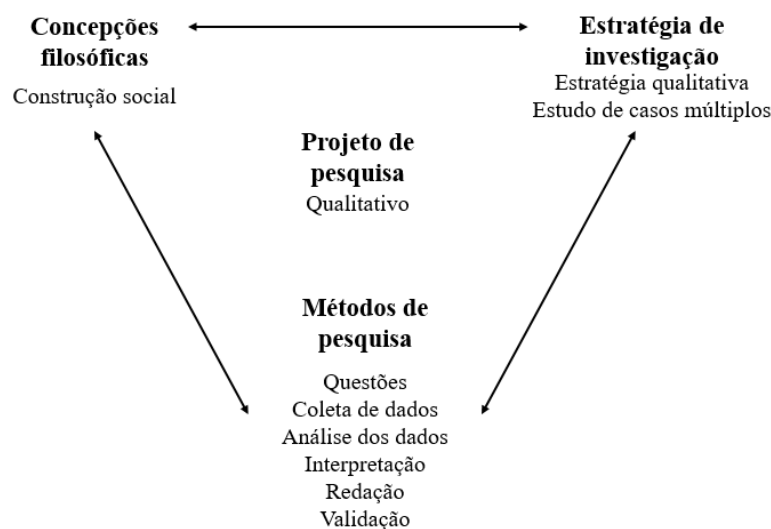 Concepções
filosóficas
Construção social
Estratégia de
investigação
Estratégia qualitativa
Estudo de casos múltiplos
Projeto de
pesquisa
Qualitativo
Métodos de
pesquisa
Questões
Coleta de dados
Análise dos dados
Interpretação
Redação
Validação